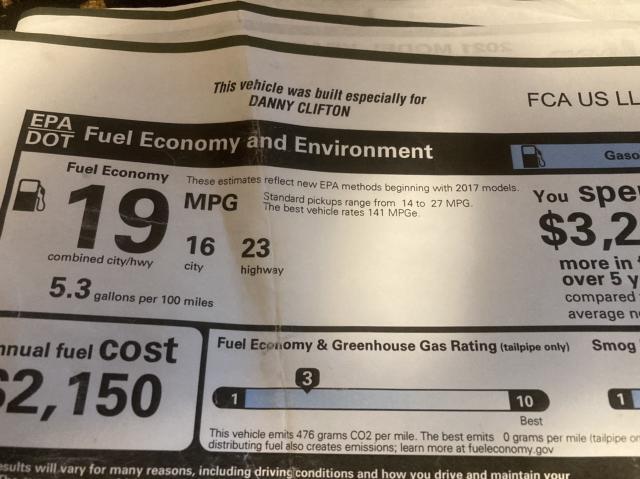 This vehicle was built especially for
DANNY CLIFTON
FCA US LL
EPA
DOT
Fuel Economy and Environment
Gaso
Fuel Economy
These estimates reflect new EPA methods beginning with 2017 models.
19 MPG
Standard pickups range from 14 to 27 MPG.
The best vehicle rates 141 MPGe.
combined city/hwy
16
city
23
highway
5.3 gallons per 100 miles
You spe
$3,2
more in
over 5 y
compared
average n
nnual fuel cost
$2,150
Fuel Economy & Greenhouse Gas Rating (tailpipe only)
Smog
3
1
10
Best
1
This vehicle emits 476 grams CO2 per mile. The best emits 0 grams per mile (tailpipe on
distributing fuel also creates emissions; learn more at fueleconomy.gov
esults will vary for many reasons, including driving conditions and how you drive and maintain your